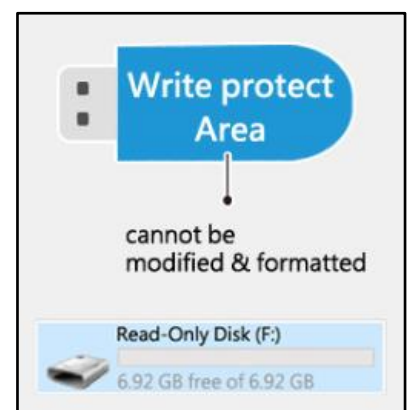 Write protect
Area
cannot be
modified & formatted
Read-Only Disk (F:)
6.92 GB free of 6.92 GB